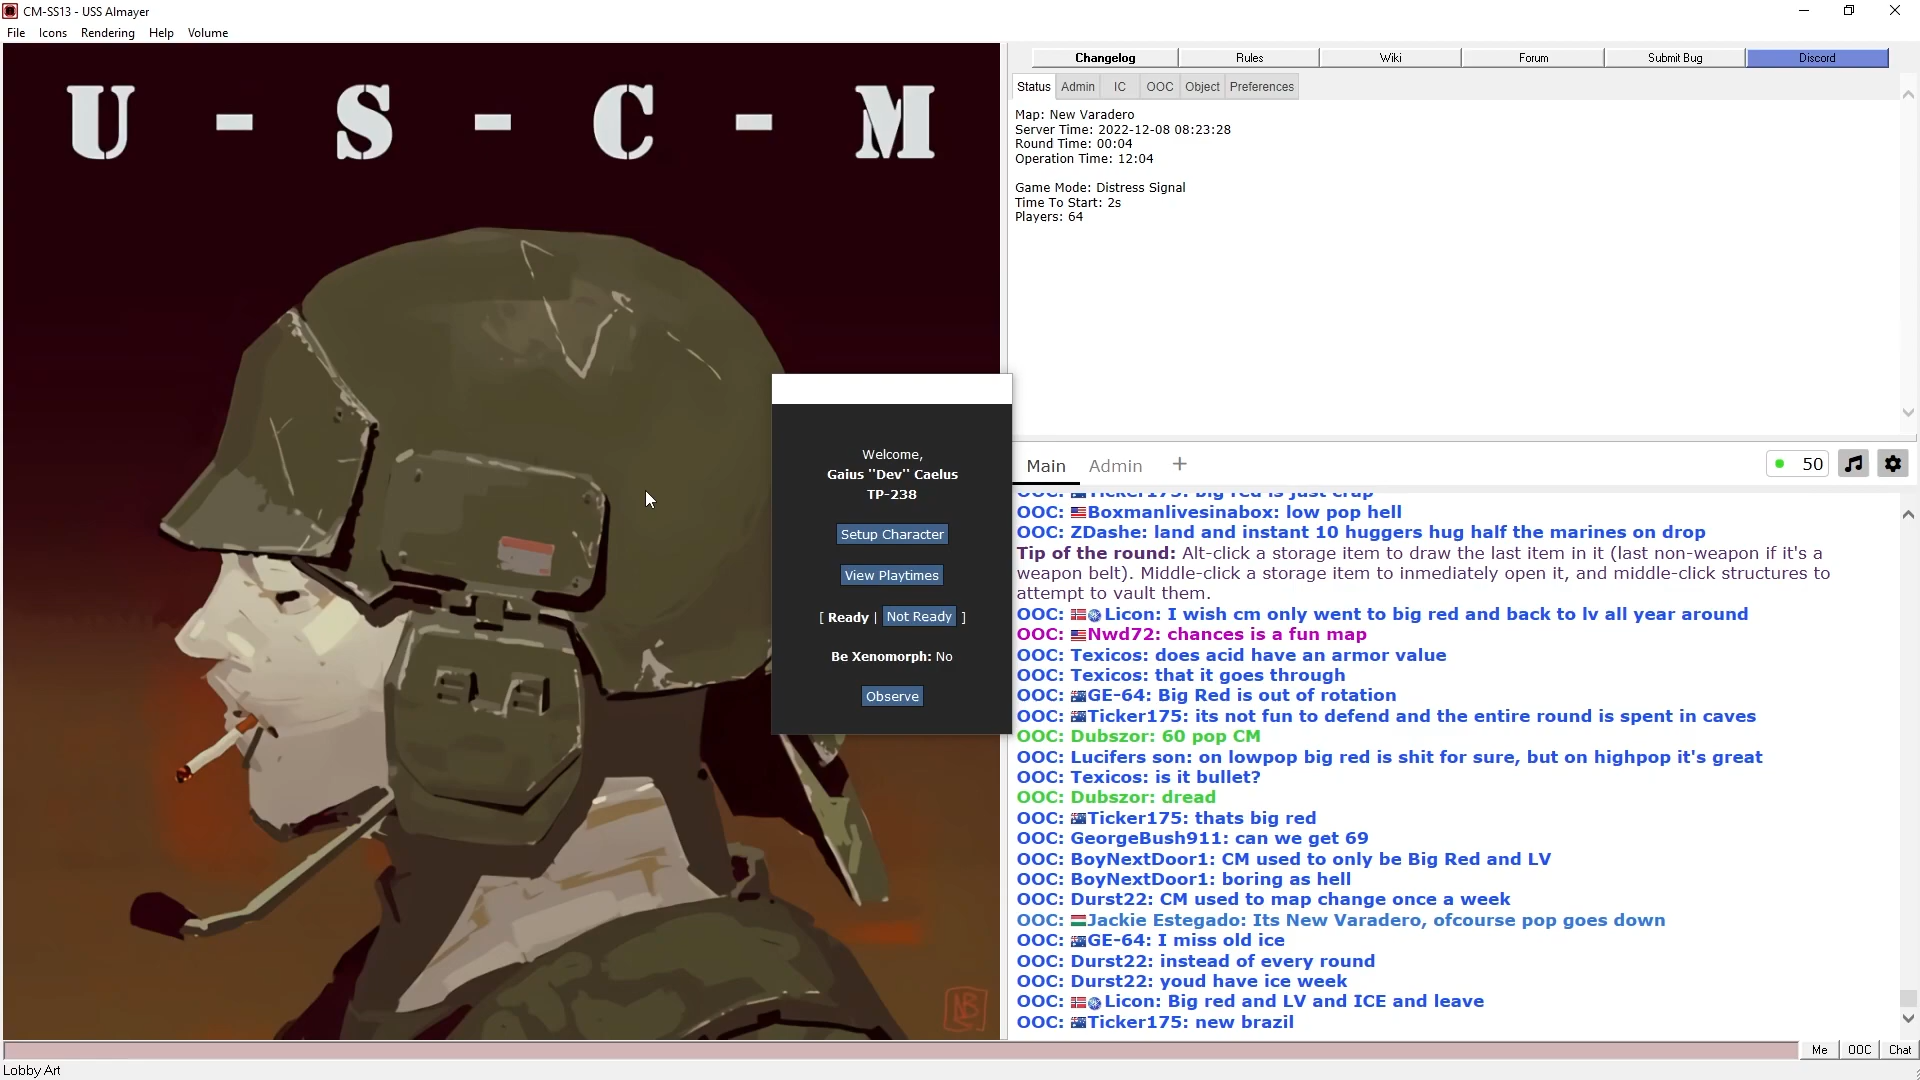 CM-SS13 - USS Almayer
File Icons Rendering Help Volume
U - S - C - M
Welcome,
Gaius "Dev" Caelus
TP-238
Setup Character
View Playtimes
[ Ready | Not Ready ]
Be Xenomorph: No
Observe
Changelog Rules Wiki Forum Submit Bug Discord
Status Admin IC OOC Object Preferences
Map: New Varadero
Server Time: 2022-12-08 08:23:28
Round Time: 00:04
Operation Time: 12:04
Game Mode: Distress Signal
Time To Start: 2s
Players: 64
Main Admin + 50
OOC: Ticker175: big red is just crap
OOC: Boxmanlivesinabox: low pop hell
OOC: ZDashe: land and instant 10 huggers hug half the marines on drop
Tip of the round: Alt-click a storage item to draw the last item in it (last non-weapon if it's a
weapon belt). Middle-click a storage item to inmediately open it, and middle-click structures to
attempt to vault them.
OOC: Licon: I wish cm only went to big red and back to lv all year around
OOC: Nwd72: chances is a fun map
OOC: Texicos: does acid have an armor value
OOC: Texicos: that it goes through
OOC: GE-64: Big Red is out of rotation
OOC: Ticker175: its not fun to defend and the entire round is spent in caves
OOC: Dubszor: 60 pop CM
OOC: Lucifers son: on lowpop big red is shit for sure, but on highpop it's great
OOC: Texicos: is it bullet?
OOC: Dubszor: dread
OOC: Ticker175: thats big red
OOC: GeorgeBush911: can we get 69
OOC: BoyNextDoor1: CM used to only be Big Red and LV
OOC: BoyNextDoor1: boring as hell
OOC: Durst22: CM used to map change once a week
OOC: Jackie Estegado: Its New Varadero, ofcourse pop goes down
OOC: GE-64: I miss old ice
OOC: Durst22: instead of every round
OOC: Durst22: youd have ice week
OOC: Licon: Big red and LV and ICE and leave
OOC: Ticker175: new brazil
Me OOC Chat
Lobby Art